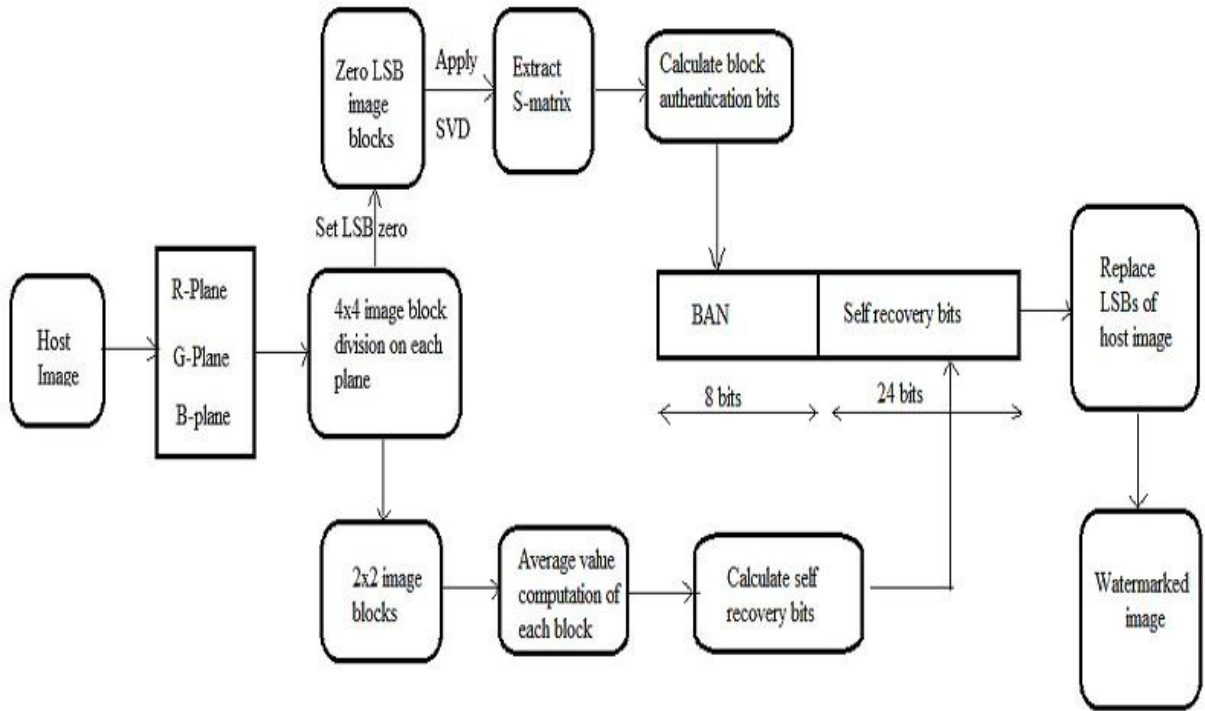 Zero LSB
image
blocks
Apply
SVD
Extract
S-matrix
Calculate block
authentication bits
Set LSB zero
Host
Image
R-Plane
G-Plane
B-plane
4x4 image block
division on each
plane
BAN
Self recovery bits
8 bits
24 bits
Replace
LSBs of
host image
2x2 image
blocks
Average value
computation of
each block
Calculate self
recovery bits
Watermarked
image